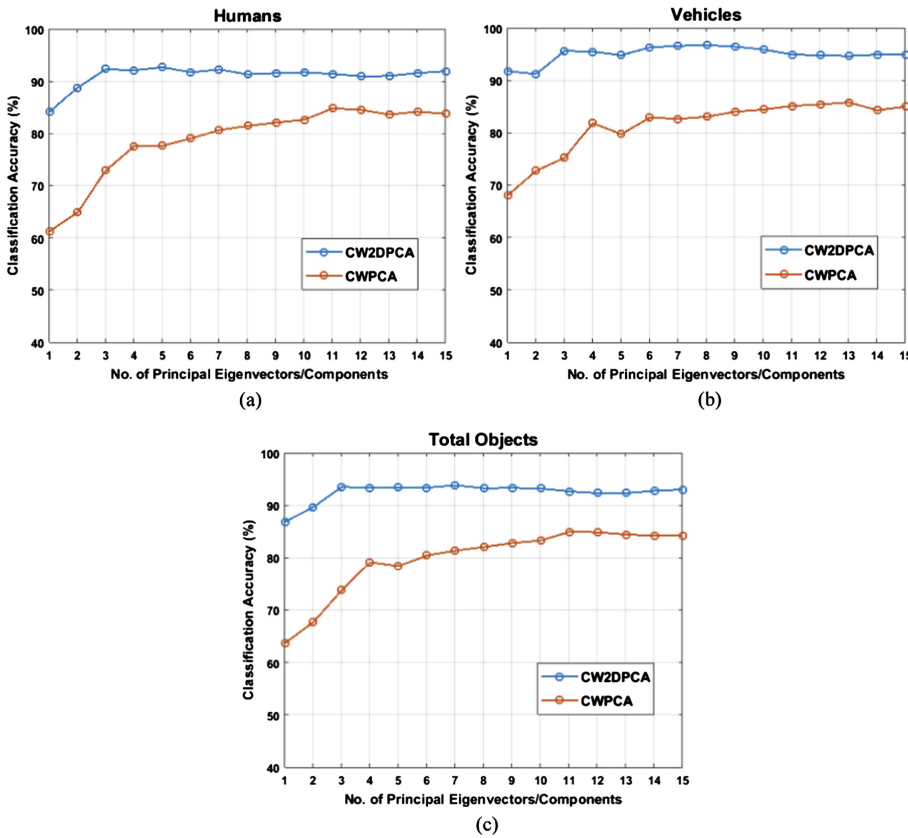 Humans
Classification Accuracy (%)
100
90
80
70
60
50
40
CW2DPCA
CWPCA
1 2 3 4 5 6 7 8 9 10 11 12 13 14 15
No. of Principal Eigenvectors/Components
(a)
Vehicles
Classification Accuracy (%)
100
90
80
70
60
50
40
CW2DPCA
CWPCA
1 2 3 4 5 6 7 8 9 10 11 12 13 14 15
No. of Principal Eigenvectors/Components
(b)
Total Objects
Classification Accuracy (%)
100
90
80
70
60
50
40
CW2DPCA
CWPCA
1 2 3 4 5 6 7 8 9 10 11 12 13 14 15
No. of Principal Eigenvectors/Components
(c)